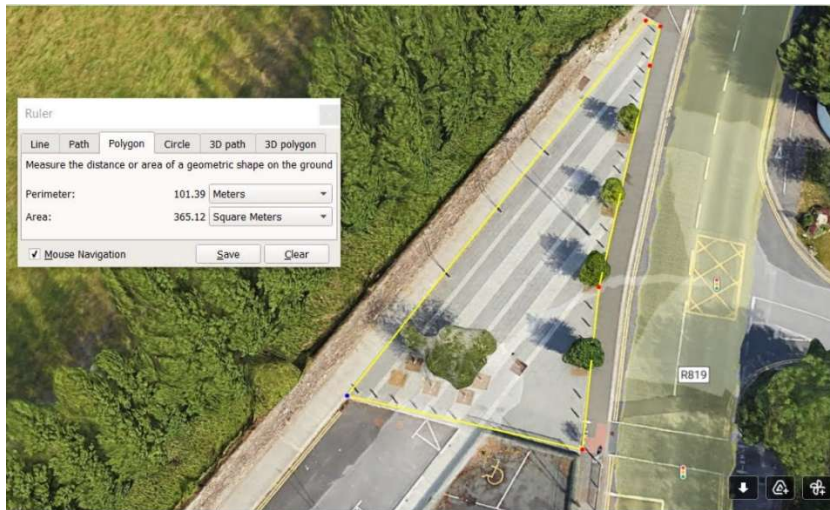 Ruler
Line Path Polygon Circle 3D path 3D polygon
Measure the distance or area of a geometric shape on the ground
Perimeter: 101.39 Meters
Area: 365.12 Square Meters
Mouse Navigation Save Clear
R819